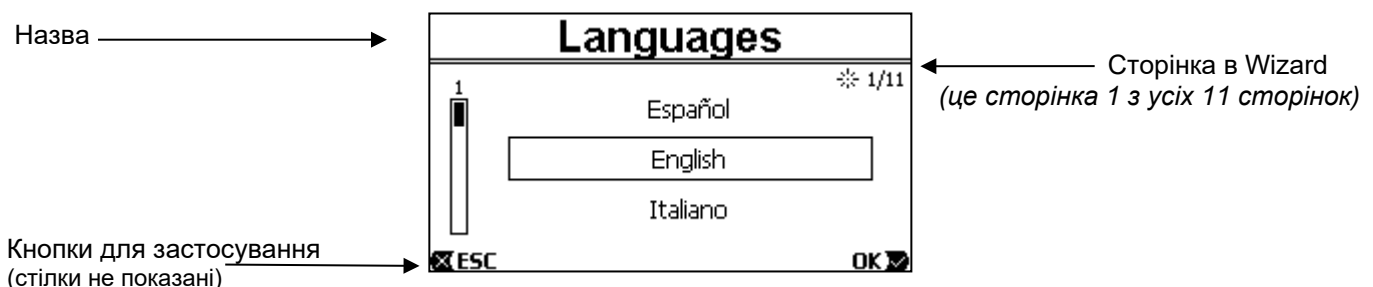 Назва
Languages
1
1/11
Español
English
Italiano
ESC
OK
Сторінка в Wizard
(це сторінка 1 з усіх 11 сторінок)
Кнопки для застосування
(стілки не показані)